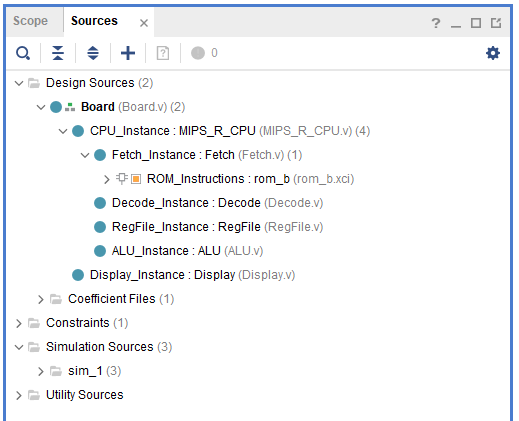 Scope Sources
0
Design Sources (2)
Board (Board.v) (2)
CPU_Instance : MIPS_R_CPU (MIPS_R_CPU.v) (4)
Fetch_Instance : Fetch (Fetch.v) (1)
ROM_Instructions : rom_b (rom_b.xci)
Decode_Instance : Decode (Decode.v)
RegFile_Instance : RegFile (RegFile.v)
ALU_Instance : ALU (ALU.v)
Display_Instance : Display (Display.v)
Coefficient Files (1)
Constraints (1)
Simulation Sources (3)
sim_1 (3)
Utility Sources